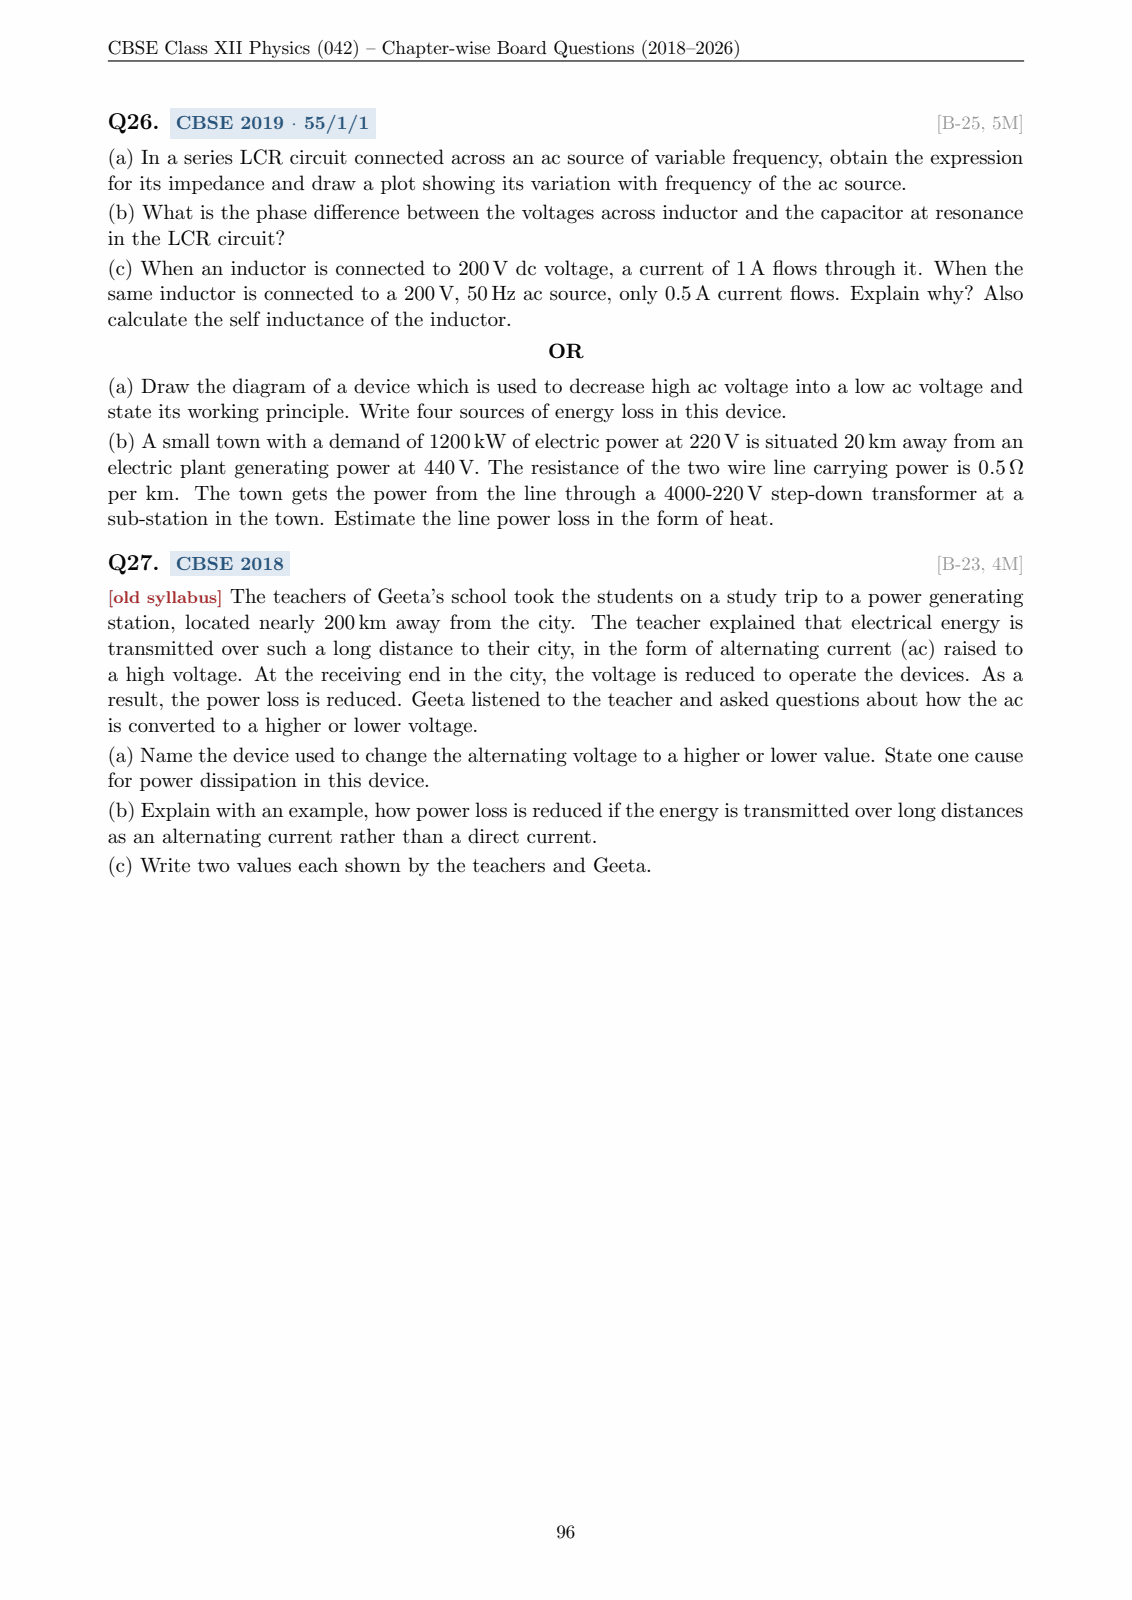 CBSE Class XII Physics (042) – Chapter-wise Board Questions (2018–2026)
Q26. CBSE 2019 · 55/1/1 [B-25, 5M]
(a) In a series LCR circuit connected across an ac source of variable frequency, obtain the expression
for its impedance and draw a plot showing its variation with frequency of the ac source.
(b) What is the phase difference between the voltages across inductor and the capacitor at resonance
in the LCR circuit?
(c) When an inductor is connected to 200 V dc voltage, a current of 1 A flows through it. When the
same inductor is connected to a 200 V, 50 Hz ac source, only 0.5 A current flows. Explain why? Also
calculate the self inductance of the inductor.
OR
(a) Draw the diagram of a device which is used to decrease high ac voltage into a low ac voltage and
state its working principle. Write four sources of energy loss in this device.
(b) A small town with a demand of 1200 kW of electric power at 220 V is situated 20 km away from an
electric plant generating power at 440 V. The resistance of the two wire line carrying power is 0.5 Ω
per km. The town gets the power from the line through a 4000-220 V step-down transformer at a
sub-station in the town. Estimate the line power loss in the form of heat.
Q27. CBSE 2018 [B-23, 4M]
[old syllabus] The teachers of Geeta's school took the students on a study trip to a power generating
station, located nearly 200 km away from the city. The teacher explained that electrical energy is
transmitted over such a long distance to their city, in the form of alternating current (ac) raised to
a high voltage. At the receiving end in the city, the voltage is reduced to operate the devices. As a
result, the power loss is reduced. Geeta listened to the teacher and asked questions about how the ac
is converted to a higher or lower voltage.
(a) Name the device used to change the alternating voltage to a higher or lower value. State one cause
for power dissipation in this device.
(b) Explain with an example, how power loss is reduced if the energy is transmitted over long distances
as an alternating current rather than a direct current.
(c) Write two values each shown by the teachers and Geeta.
96